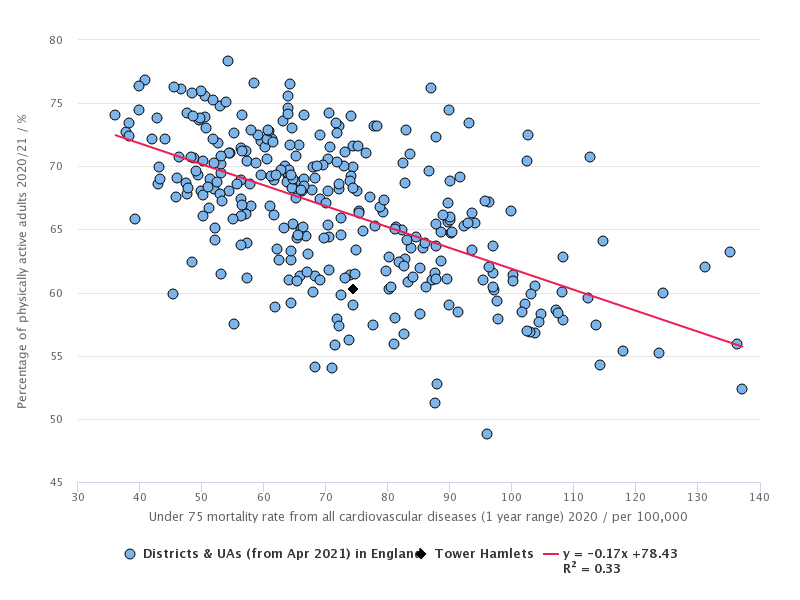 80
75
70
65
60
55
50
45
Percentage of physically active adults 2020/21 / %
30 40 50 60 70 80 90 100 110 120 130 140
Under 75 mortality rate from all cardiovascular diseases (1 year range) 2020 / per 100,000
Districts & UAs (from Apr 2021) in England Tower Hamlets y = −0.17x +78.43
R² = 0.33